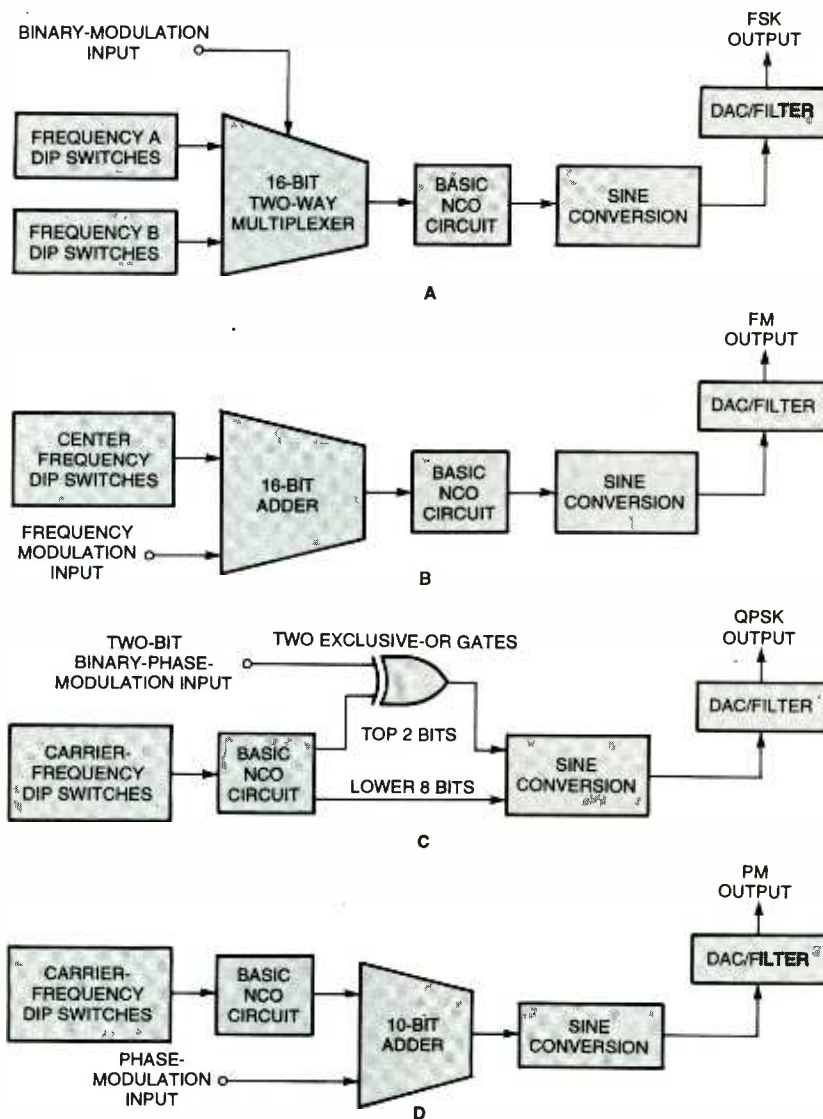 BINARY-MODULATION
INPUT
FSK
OUTPUT
DAC/FILTER
FREQUENCY A
DIP SWITCHES
FREQUENCY B
DIP SWITCHES
16-BIT
TWO-WAY
MULTIPLEXER
BASIC
NCO
CIRCUIT
SINE
CONVERSION
A
FM
OUTPUT
DAC/FILTER
CENTER
FREQUENCY
DIP SWITCHES
FREQUENCY
MODULATION
INPUT
16-BIT
ADDER
BASIC
NCO
CIRCUIT
SINE
CONVERSION
B
QPSK
OUTPUT
DAC/FILTER
TWO-BIT
BINARY-PHASE-
MODULATION INPUT
TWO EXCLUSIVE-OR GATES
CARRIER-
FREQUENCY
DIP SWITCHES
BASIC
NCO
CIRCUIT
TOP 2 BITS
LOWER 8 BITS
SINE
CONVERSION
C
PM
OUTPUT
DAC/FILTER
CARRIER-
FREQUENCY
DIP SWITCHES
BASIC
NCO
CIRCUIT
PHASE-
MODULATION
INPUT
10-BIT
ADDER
SINE
CONVERSION
D